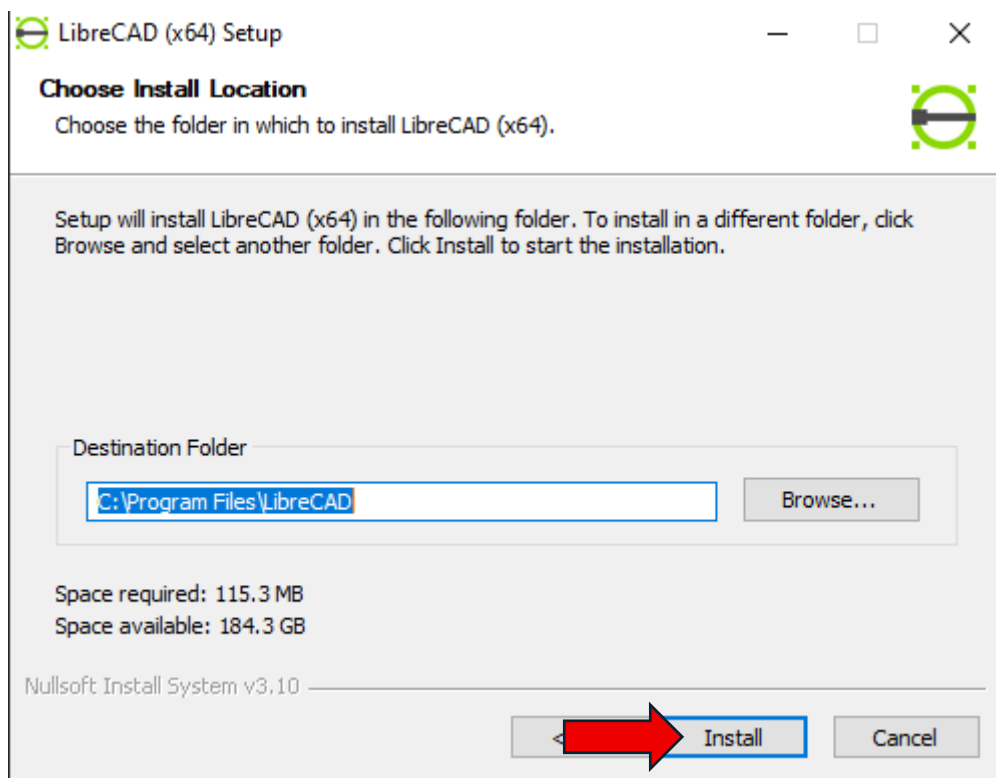 LibreCAD (x64) Setup
Choose Install Location
Choose the folder in which to install LibreCAD (x64).
Setup will install LibreCAD (x64) in the following folder. To install in a different folder, click
Browse and select another folder. Click Install to start the installation.
Destination Folder
C:\Program Files\LibreCAD
Browse...
Space required: 115.3 MB
Space available: 184.3 GB
Nullsoft Install System v3.10
<
Install
Cancel